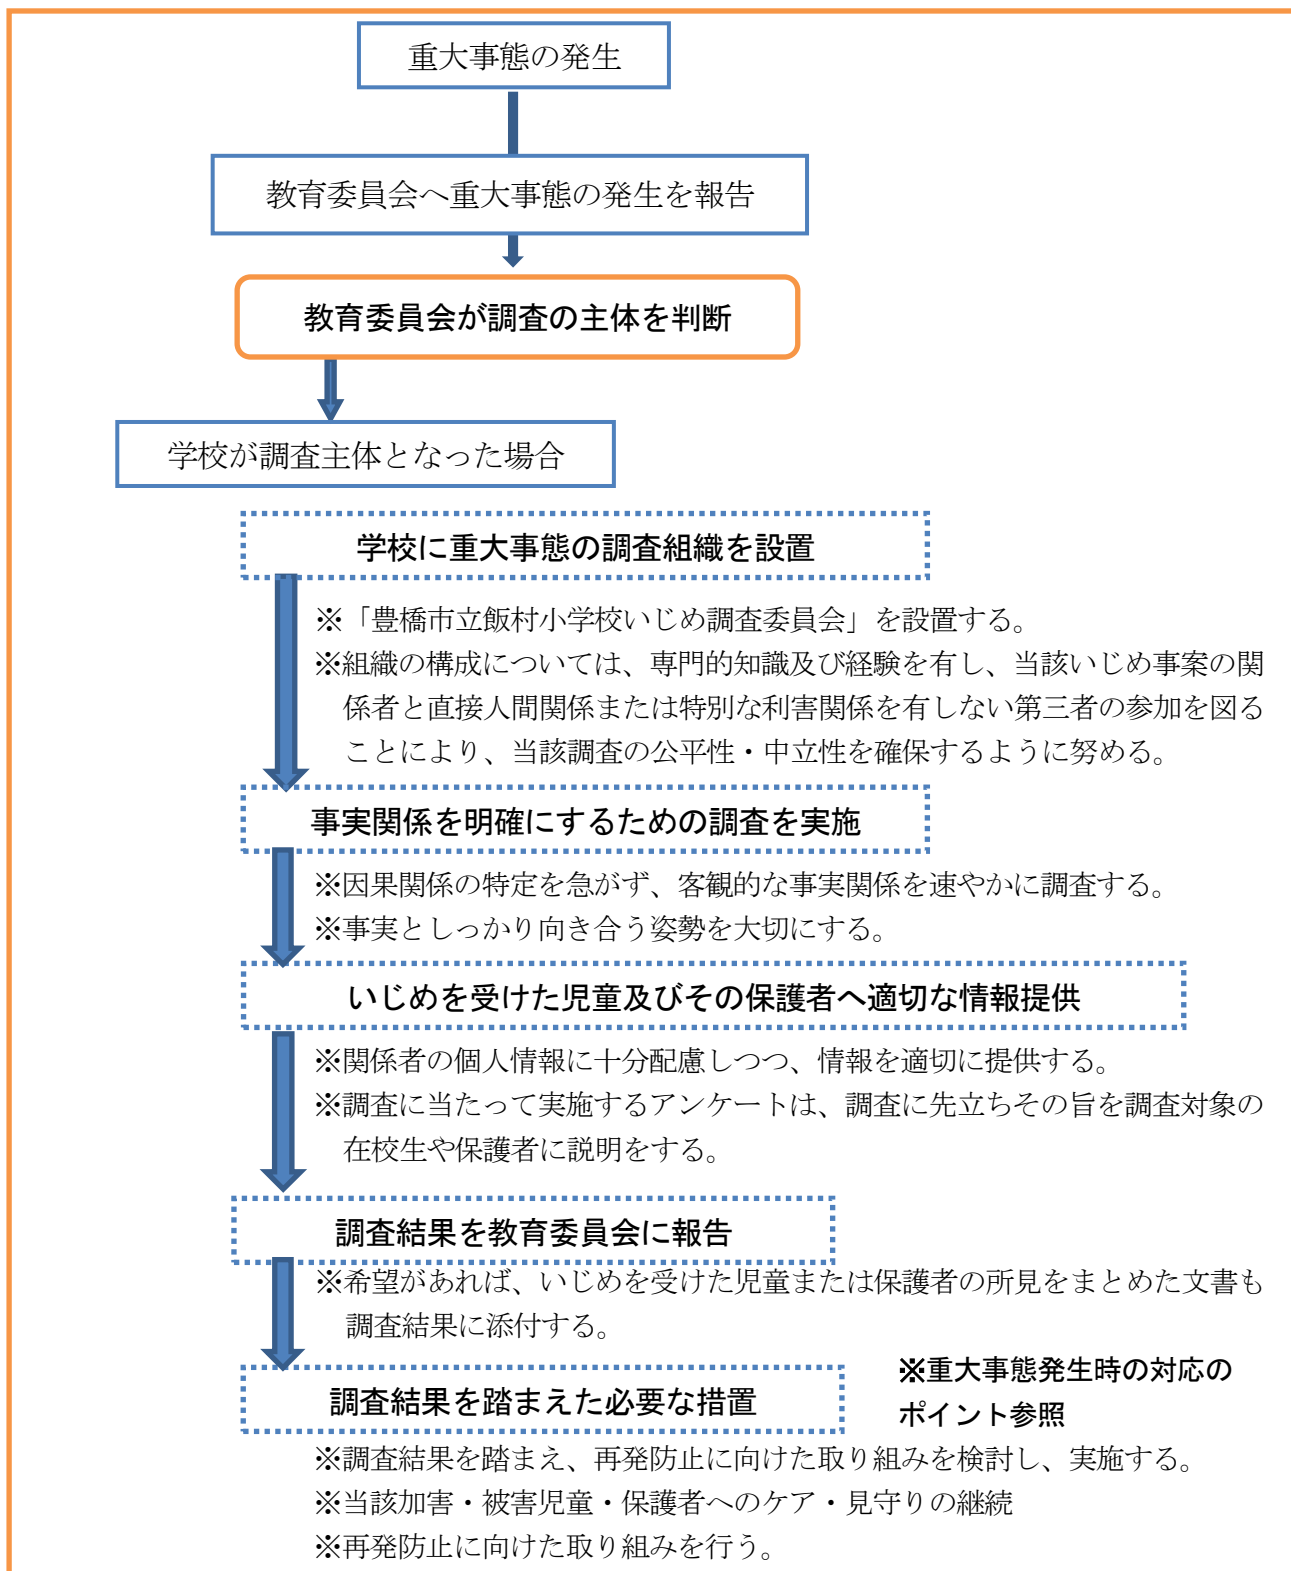 重大事態の発生
教育委員会へ重大事態の発生を報告
教育委員会が調査の主体を判断
学校が調査主体となった場合
学校に重大事態の調査組織を設置
※「豊橋市立飯村小学校いじめ調査委員会」を設置する。
※組織の構成については、専門的知識及び経験を有し、当該いじめ事案の関
係者と直接人間関係または特別な利害関係を有しない第三者の参加を図る
ことにより、当該調査の公平性・中立性を確保するように努める。
事実関係を明確にするための調査を実施
※因果関係の特定を急がず、客観的な事実関係を速やかに調査する。
※事実としっかり向き合う姿勢を大切にする。
いじめを受けた児童及びその保護者へ適切な情報提供
※関係者の個人情報に十分配慮しつつ、情報を適切に提供する。
※調査に当たって実施するアンケートは、調査に先立ちその旨を調査対象の
在校生や保護者に説明をする。
調査結果を教育委員会に報告
※希望があれば、いじめを受けた児童または保護者の所見をまとめた文書も
調査結果に添付する。
調査結果を踏まえた必要な措置
※重大事態発生時の対応の
ポイント参照
※調査結果を踏まえ、再発防止に向けた取り組みを検討し、実施する。
※当該加害・被害児童・保護者へのケア・見守りの継続
※再発防止に向けた取り組みを行う。